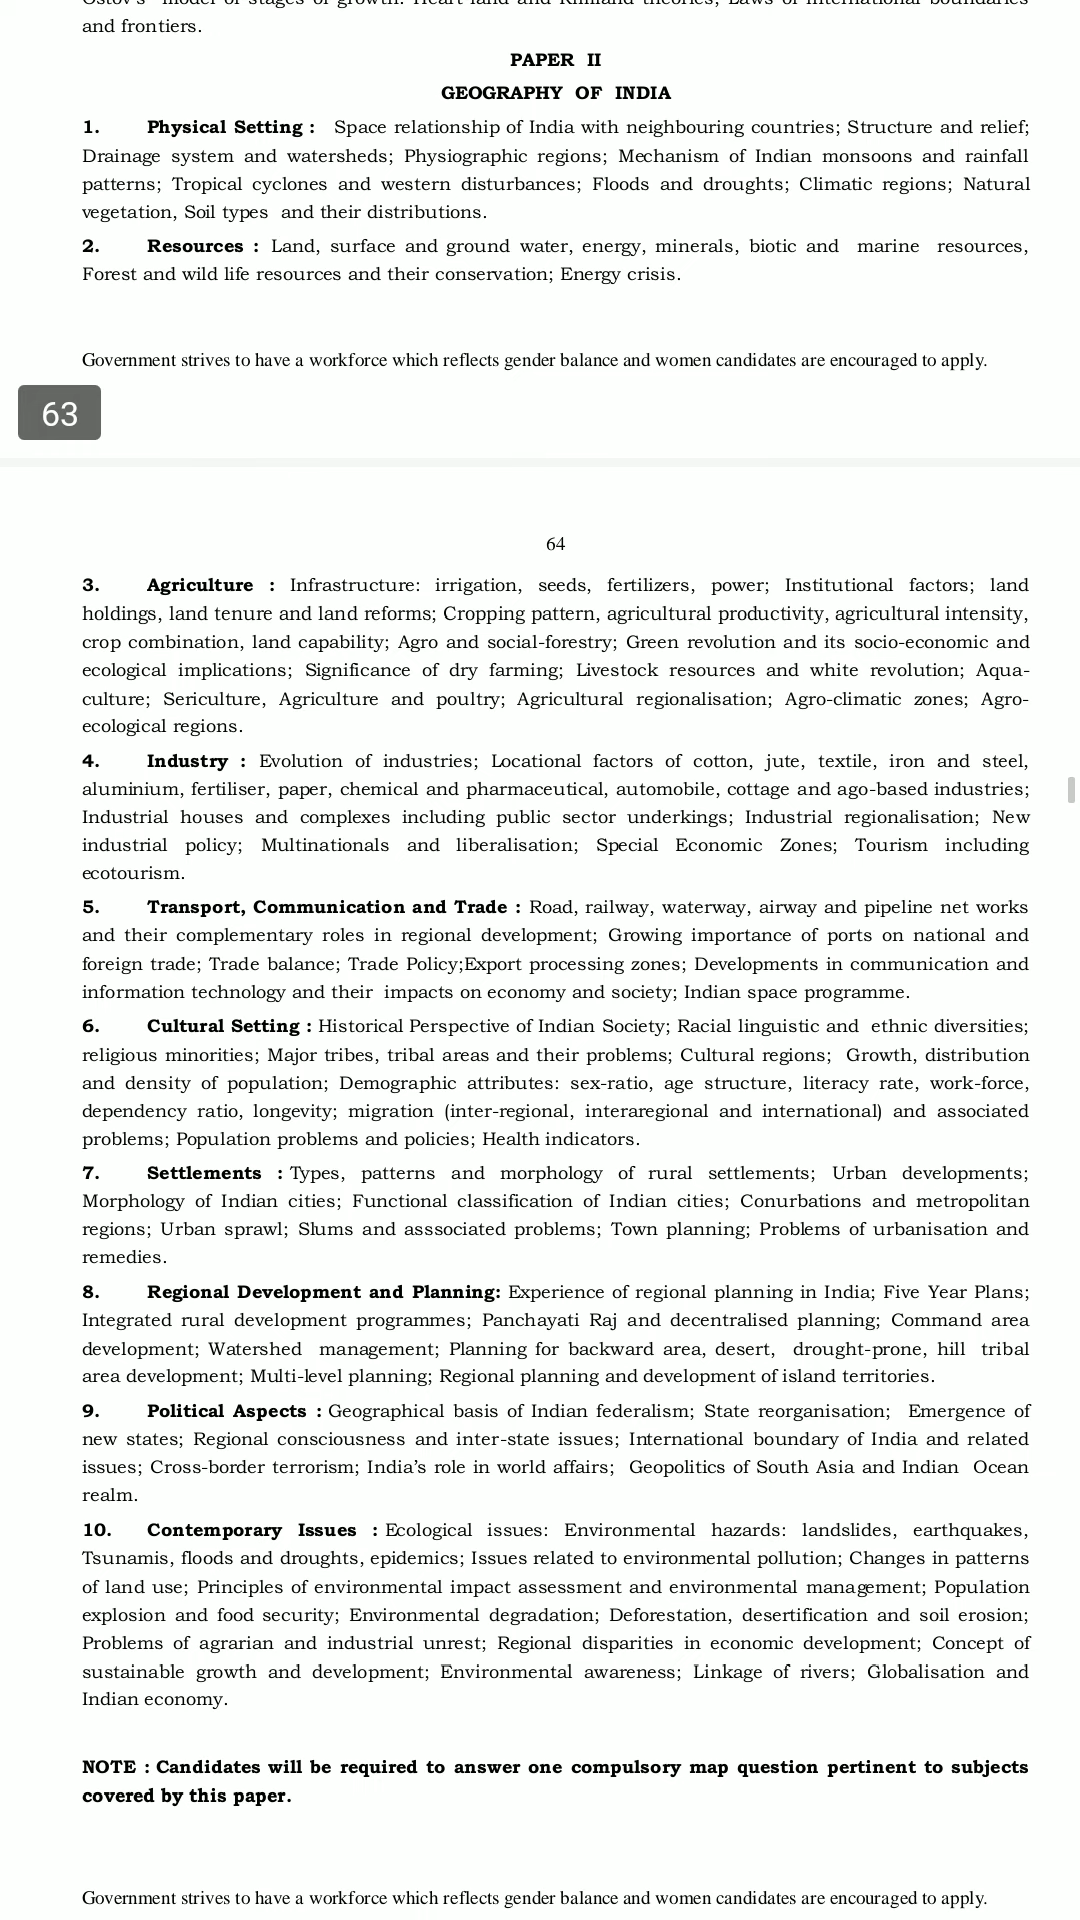 Ostov's model of stages of growth. Heart land and Rimland theories; Laws of international boundaries
and frontiers.
PAPER II
GEOGRAPHY OF INDIA
1. Physical Setting : Space relationship of India with neighbouring countries; Structure and relief;
Drainage system and watersheds; Physiographic regions; Mechanism of Indian monsoons and rainfall
patterns; Tropical cyclones and western disturbances; Floods and droughts; Climatic regions; Natural
vegetation, Soil types and their distributions.
2. Resources : Land, surface and ground water, energy, minerals, biotic and marine resources,
Forest and wild life resources and their conservation; Energy crisis.
Government strives to have a workforce which reflects gender balance and women candidates are encouraged to apply.
63
64
3. Agriculture : Infrastructure: irrigation, seeds, fertilizers, power; Institutional factors; land
holdings, land tenure and land reforms; Cropping pattern, agricultural productivity, agricultural intensity,
crop combination, land capability; Agro and social-forestry; Green revolution and its socio-economic and
ecological implications; Significance of dry farming; Livestock resources and white revolution; Aqua-
culture; Sericulture, Agriculture and poultry; Agricultural regionalisation; Agro-climatic zones; Agro-
ecological regions.
4. Industry : Evolution of industries; Locational factors of cotton, jute, textile, iron and steel,
aluminium, fertiliser, paper, chemical and pharmaceutical, automobile, cottage and ago-based industries;
Industrial houses and complexes including public sector underkings; Industrial regionalisation; New
industrial policy; Multinationals and liberalisation; Special Economic Zones; Tourism including
ecotourism.
5. Transport, Communication and Trade : Road, railway, waterway, airway and pipeline net works
and their complementary roles in regional development; Growing importance of ports on national and
foreign trade; Trade balance; Trade Policy;Export processing zones; Developments in communication and
information technology and their impacts on economy and society; Indian space programme.
6. Cultural Setting : Historical Perspective of Indian Society; Racial linguistic and ethnic diversities;
religious minorities; Major tribes, tribal areas and their problems; Cultural regions; Growth, distribution
and density of population; Demographic attributes: sex-ratio, age structure, literacy rate, work-force,
dependency ratio, longevity; migration (inter-regional, interaregional and international) and associated
problems; Population problems and policies; Health indicators.
7. Settlements : Types, patterns and morphology of rural settlements; Urban developments;
Morphology of Indian cities; Functional classification of Indian cities; Conurbations and metropolitan
regions; Urban sprawl; Slums and asssociated problems; Town planning; Problems of urbanisation and
remedies.
8. Regional Development and Planning: Experience of regional planning in India; Five Year Plans;
Integrated rural development programmes; Panchayati Raj and decentralised planning; Command area
development; Watershed management; Planning for backward area, desert, drought-prone, hill tribal
area development; Multi-level planning; Regional planning and development of island territories.
9. Political Aspects : Geographical basis of Indian federalism; State reorganisation; Emergence of
new states; Regional consciousness and inter-state issues; International boundary of India and related
issues; Cross-border terrorism; India's role in world affairs; Geopolitics of South Asia and Indian Ocean
realm.
10. Contemporary Issues : Ecological issues: Environmental hazards: landslides, earthquakes,
Tsunamis, floods and droughts, epidemics; Issues related to environmental pollution; Changes in patterns
of land use; Principles of environmental impact assessment and environmental management; Population
explosion and food security; Environmental degradation; Deforestation, desertification and soil erosion;
Problems of agrarian and industrial unrest; Regional disparities in economic development; Concept of
sustainable growth and development; Environmental awareness; Linkage of rivers; Globalisation and
Indian economy.
NOTE : Candidates will be required to answer one compulsory map question pertinent to subjects
covered by this paper.
Government strives to have a workforce which reflects gender balance and women candidates are encouraged to apply.